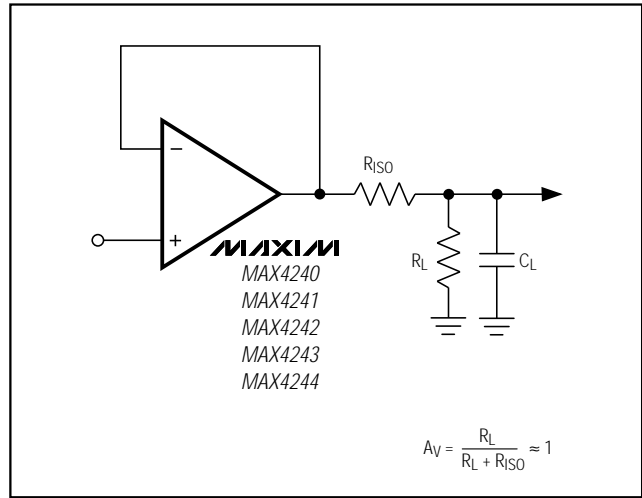 −
+
RISO
RL
CL
MAXIM
MAX4240
MAX4241
MAX4242
MAX4243
MAX4244
AV = RL / (RL + RISO) ≈ 1